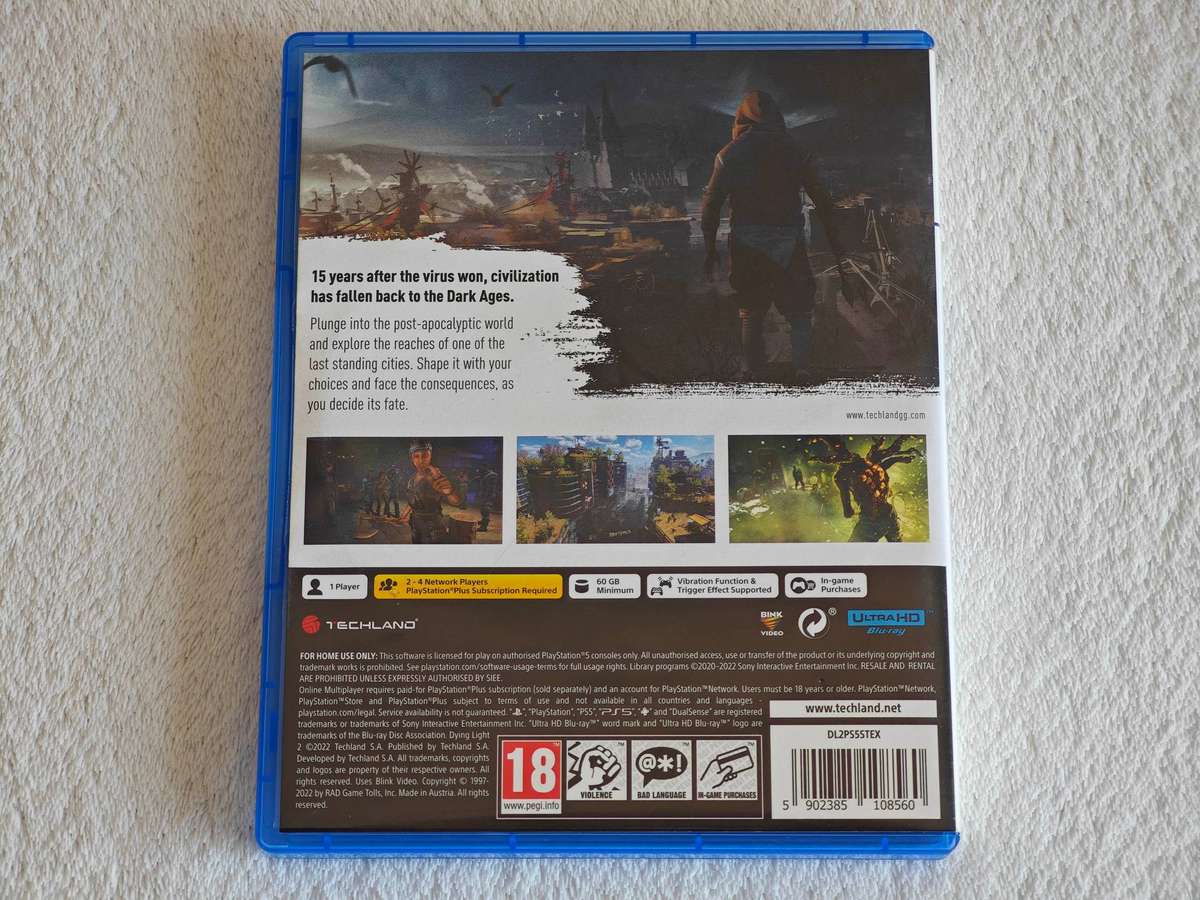 15 years after the virus won, civilization
has fallen back to the Dark Ages.
Plunge into the post-apocalyptic world
and explore the reaches of one of the
last standing cities. Shape it with your
choices and face the consequences, as
you decide its fate.
www.techlandgg.com
1 Player
2 - 4 Network Players
PlayStation®Plus Subscription Required
60 GB
Minimum
Vibration Function &
Trigger Effect Supported
In-game
Purchases
TECHLAND®
BINK
VIDEO
®
ULTRA HD™
Blu-ray
FOR HOME USE ONLY: This software is licensed for play on authorised PlayStation®5 consoles only. All unauthorised access, use or transfer of the product or its underlying copyright and
trademark works is prohibited. See playstation.com/software-usage-terms for full usage rights. Library programs ©2020-2022 Sony Interactive Entertainment Inc. RESALE AND RENTAL
ARE PROHIBITED UNLESS EXPRESSLY AUTHORISED BY SIEE.
Online Multiplayer requires paid-for PlayStation®Plus subscription (sold separately) and an account for PlayStation™Network. Users must be 18 years or older. PlayStation™Network,
PlayStation™Store and PlayStation®Plus subject to terms of use and not available in all countries and languages -
playstation.com/legal. Service availability is not guaranteed. "", "PlayStation", "PS5", "PS5", "" and "DualSense" are registered
trademarks or trademarks of Sony Interactive Entertainment Inc. "Ultra HD Blu-ray™" word mark and "Ultra HD Blu-ray™" logo are
trademarks of the Blu-ray Disc Association. Dying Light
2 ©2022 Techland S.A. Published by Techland S.A.
Developed by Techland S.A. All trademarks, copyrights
and logos are property of their respective owners. All
rights reserved. Uses Blink Video. Copyright © 1997-
2022 by RAD Game Tolls, Inc. Made in Austria. All rights
reserved.
18
www.pegi.info
™
VIOLENCE
@*!
™
BAD LANGUAGE
™
IN-GAME PURCHASES
www.techland.net
DL2PS5STEX
5 902385 108560